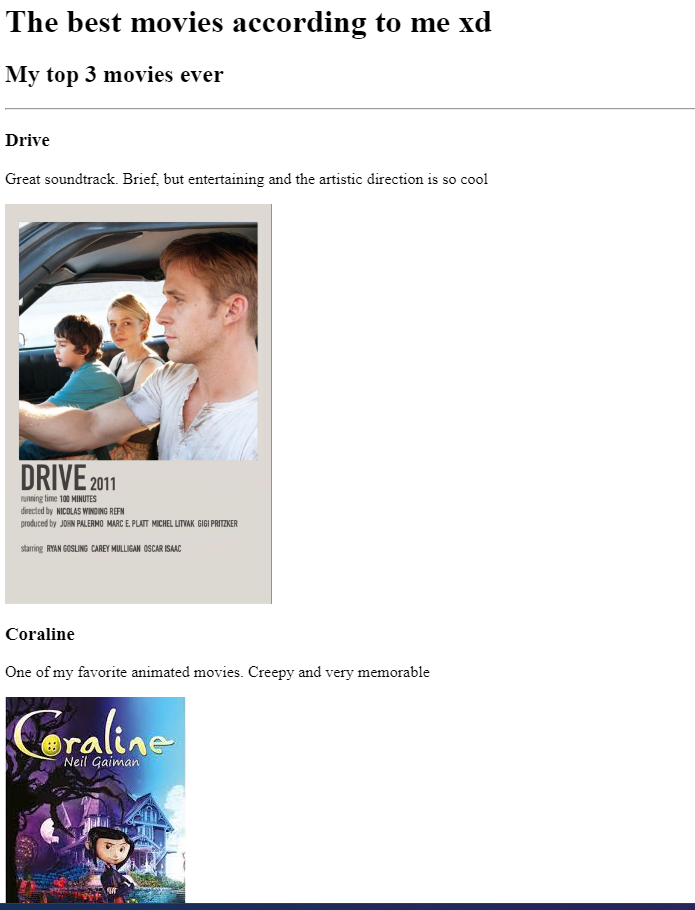 The best movies according to me xd
My top 3 movies ever
Drive
Great soundtrack. Brief, but entertaining and the artistic direction is so cool
DRIVE 2011
running time 100 MINUTES
directed by NICOLAS WINDING REFN
produced by JOHN PALERMO MARC E. PLATT MICHEL LITVAK GIGI PRITZKER
starring RYAN GOSLING CAREY MULLIGAN OSCAR ISAAC
Coraline
One of my favorite animated movies. Creepy and very memorable
Coraline
Neil Gaiman